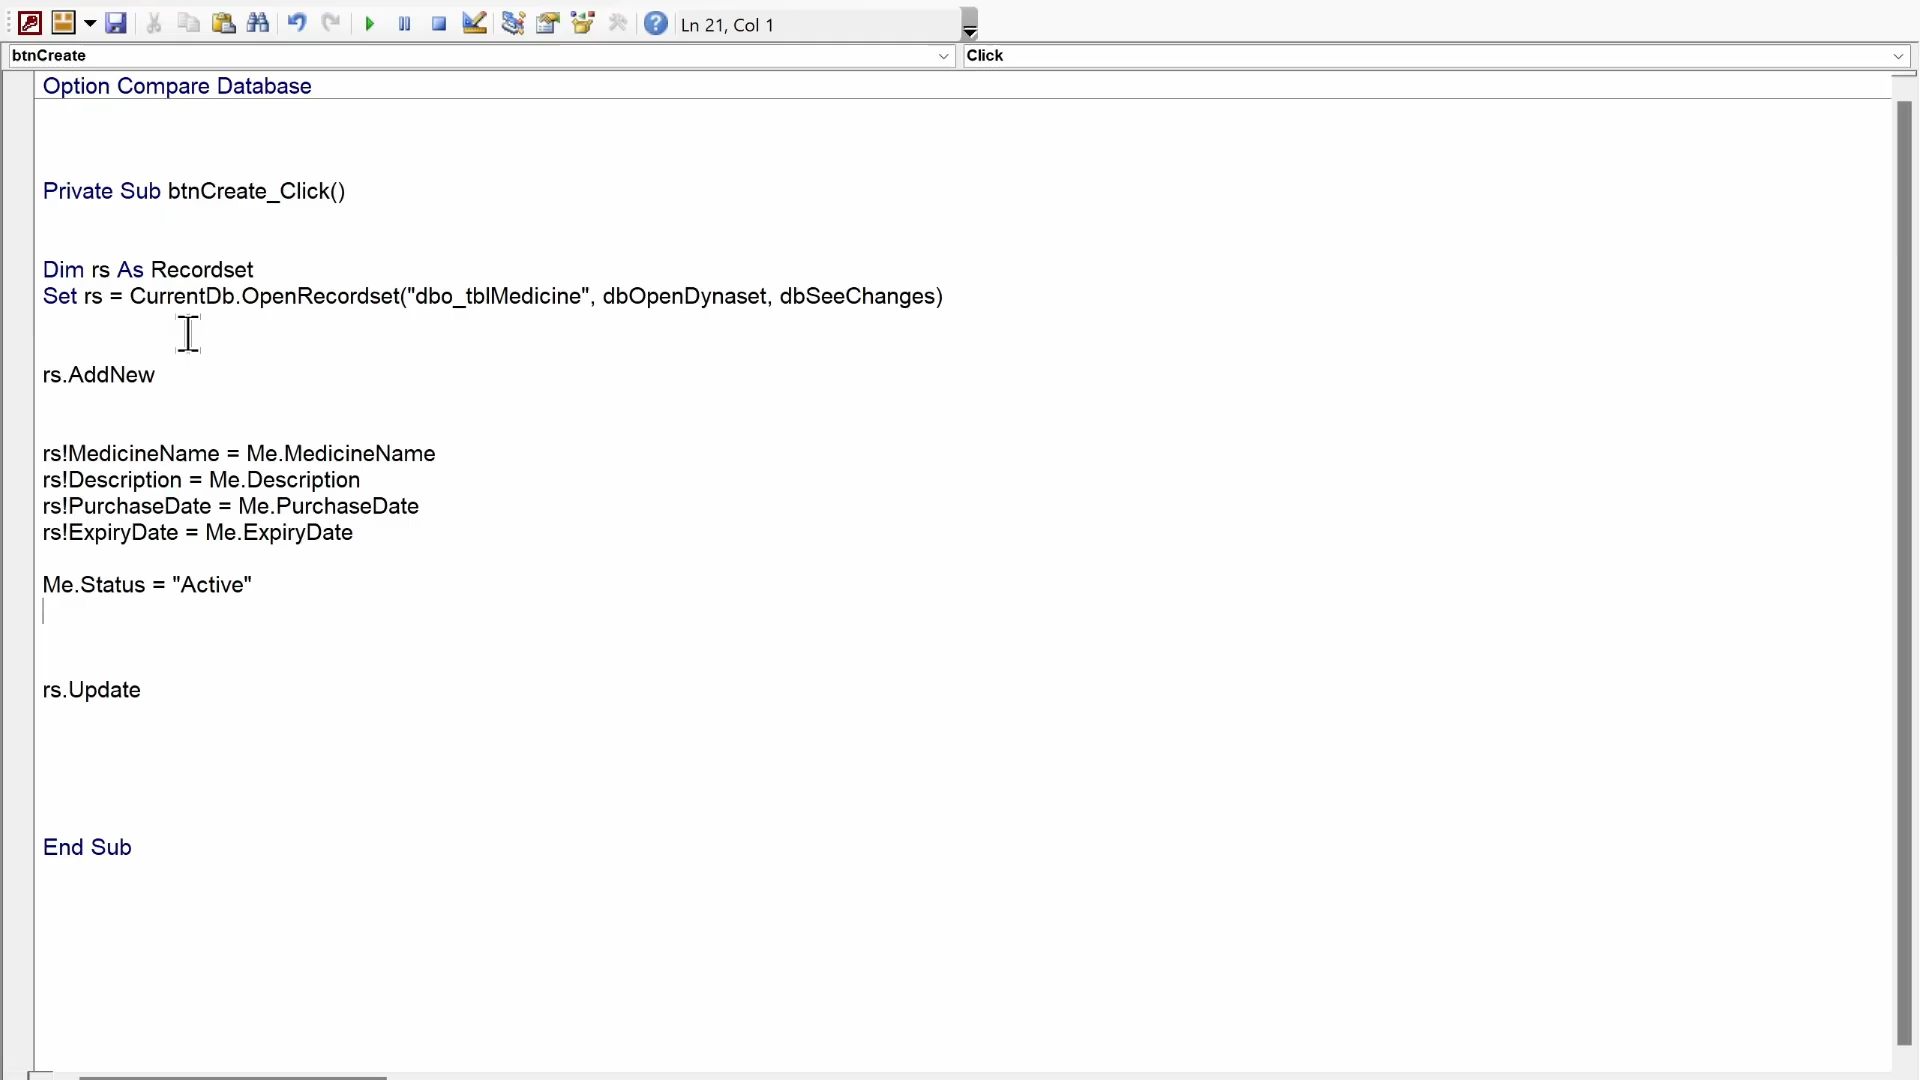 Ln 21, Col 1
btnCreate
Click
Option Compare Database
Private Sub btnCreate_Click()
Dim rs As Recordset
Set rs = CurrentDb.OpenRecordset("dbo_tblMedicine", dbOpenDynaset, dbSeeChanges)
rs.AddNew
rs!MedicineName = Me.MedicineName
rs!Description = Me.Description
rs!PurchaseDate = Me.PurchaseDate
rs!ExpiryDate = Me.ExpiryDate
Me.Status = "Active"
rs.Update
End Sub